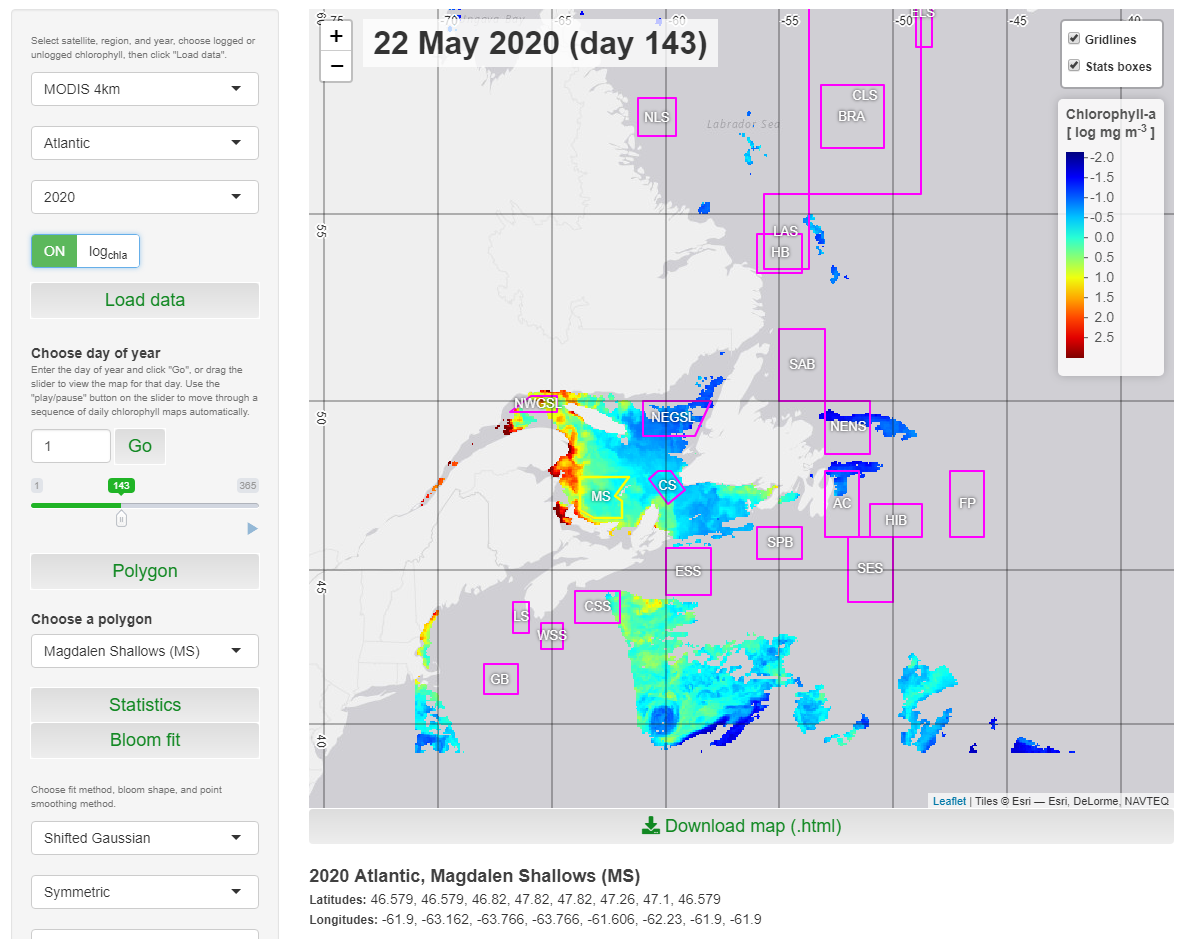 Select satellite, region, and year, choose logged or
unlogged chlorophyll, then click "Load data".
MODIS 4km
Atlantic
2020
ON
logchla
Load data
Choose day of year
Enter the day of year and click "Go", or drag the
slider to view the map for that day. Use the
"play/pause" button on the slider to move through a
sequence of daily chlorophyll maps automatically.
1
Go
1
143
365
Polygon
Choose a polygon
Magdalen Shallows (MS)
Statistics
Bloom fit
Choose fit method, bloom shape, and point
smoothing method.
Shifted Gaussian
Symmetric
+
−
22 May 2020 (day 143)
-75
-70
-65
-60
-55
-50
-45
-40
60
55
50
45
40
Labrador Sea
ELS
NLS
CLS
BRA
LAS
HB
SAB
NWGSL
NEGSL
NENS
MS
CS
AC
HIB
FP
SPB
ESS
SES
CSS
LS
WSS
GB
Gridlines
Stats boxes
Chlorophyll-a
[ log mg m-3 ]
-2.0
-1.5
-1.0
-0.5
0.0
0.5
1.0
1.5
2.0
2.5
Leaflet | Tiles © Esri — Esri, DeLorme, NAVTEQ
Download map (.html)
2020 Atlantic, Magdalen Shallows (MS)
Latitudes: 46.579, 46.579, 46.82, 47.82, 47.82, 47.26, 47.1, 46.579
Longitudes: -61.9, -63.162, -63.766, -63.766, -61.606, -62.23, -61.9, -61.9